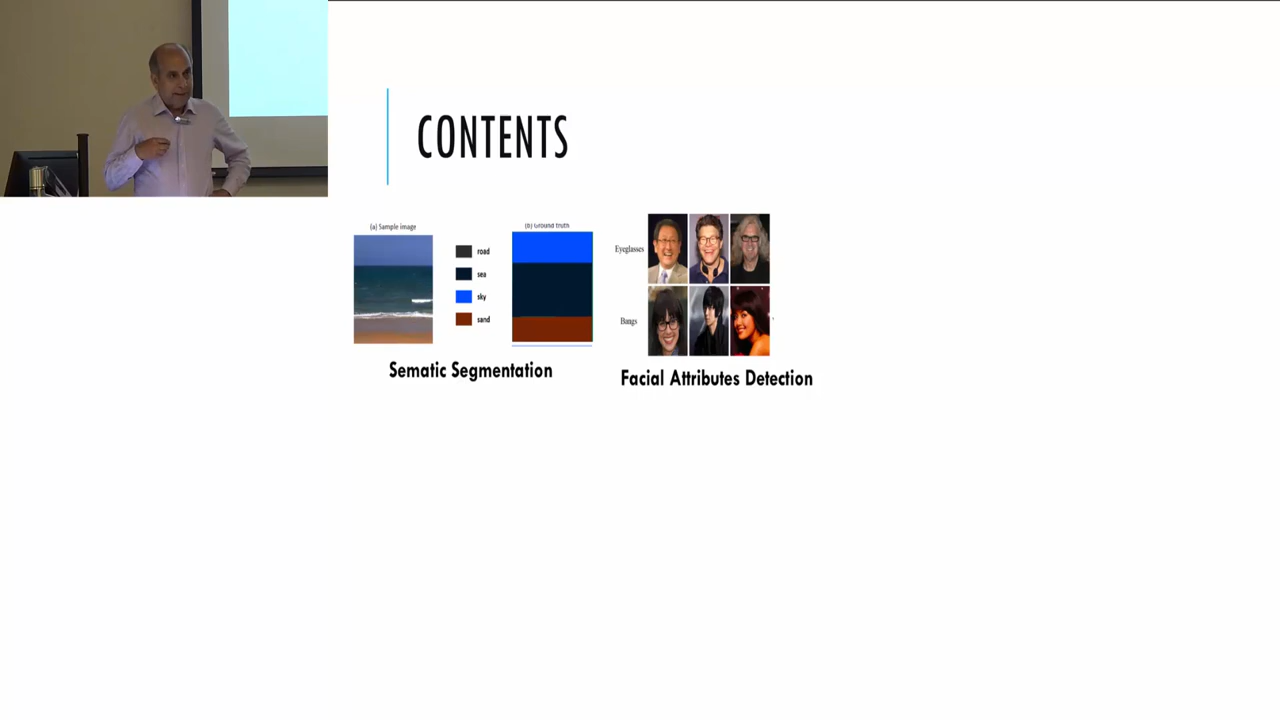 CONTENTS
(a) Sample image
(b) Ground truth
road
sea
sky
sand
Sematic Segmentation
Eyeglasses
Bangs
Facial Attributes Detection